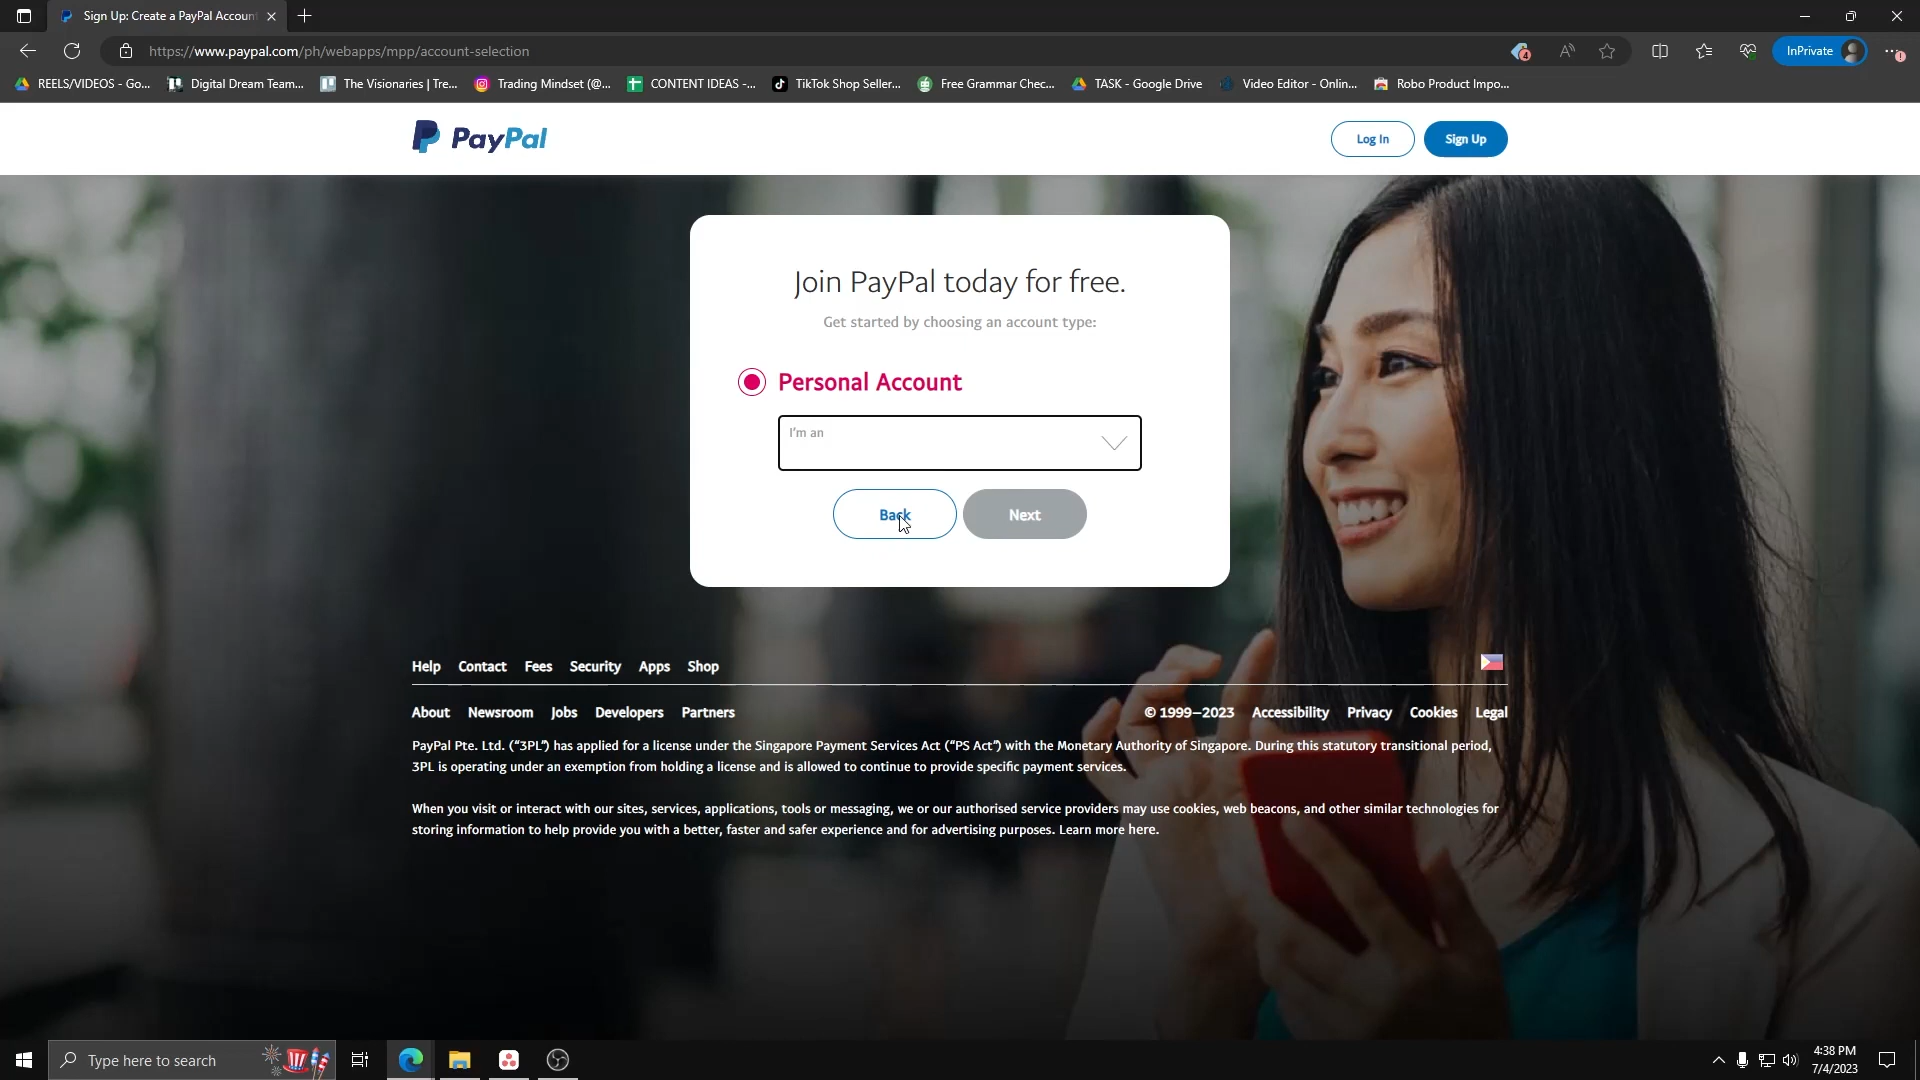 Sign Up: Create a PayPal Accoun
https://www.paypal.com/ph/webapps/mpp/account-selection
4
InPrivate
REELS/VIDEOS - Go...
Digital Dream Team...
The Visionaries | Tre...
Trading Mindset (@...
CONTENT IDEAS -...
TikTok Shop Seller...
Free Grammar Chec...
TASK - Google Drive
Video Editor - Onlin...
Robo Product Impo...
PayPal
Log In
Sign Up
Join PayPal today for free.
Get started by choosing an account type:
Personal Account
I'm an
Back
Next
Help Contact Fees Security Apps Shop
About Newsroom Jobs Developers Partners
© 1999–2023 Accessibility Privacy Cookies Legal
PayPal Pte. Ltd. (“3PL”) has applied for a license under the Singapore Payment Services Act (“PS Act”) with the Monetary Authority of Singapore. During this statutory transitional period,
3PL is operating under an exemption from holding a license and is allowed to continue to provide specific payment services.
When you visit or interact with our sites, services, applications, tools or messaging, we or our authorised service providers may use cookies, web beacons, and other similar technologies for
storing information to help provide you with a better, faster and safer experience and for advertising purposes. Learn more here.
Type here to search
4:38 PM
7/4/2023